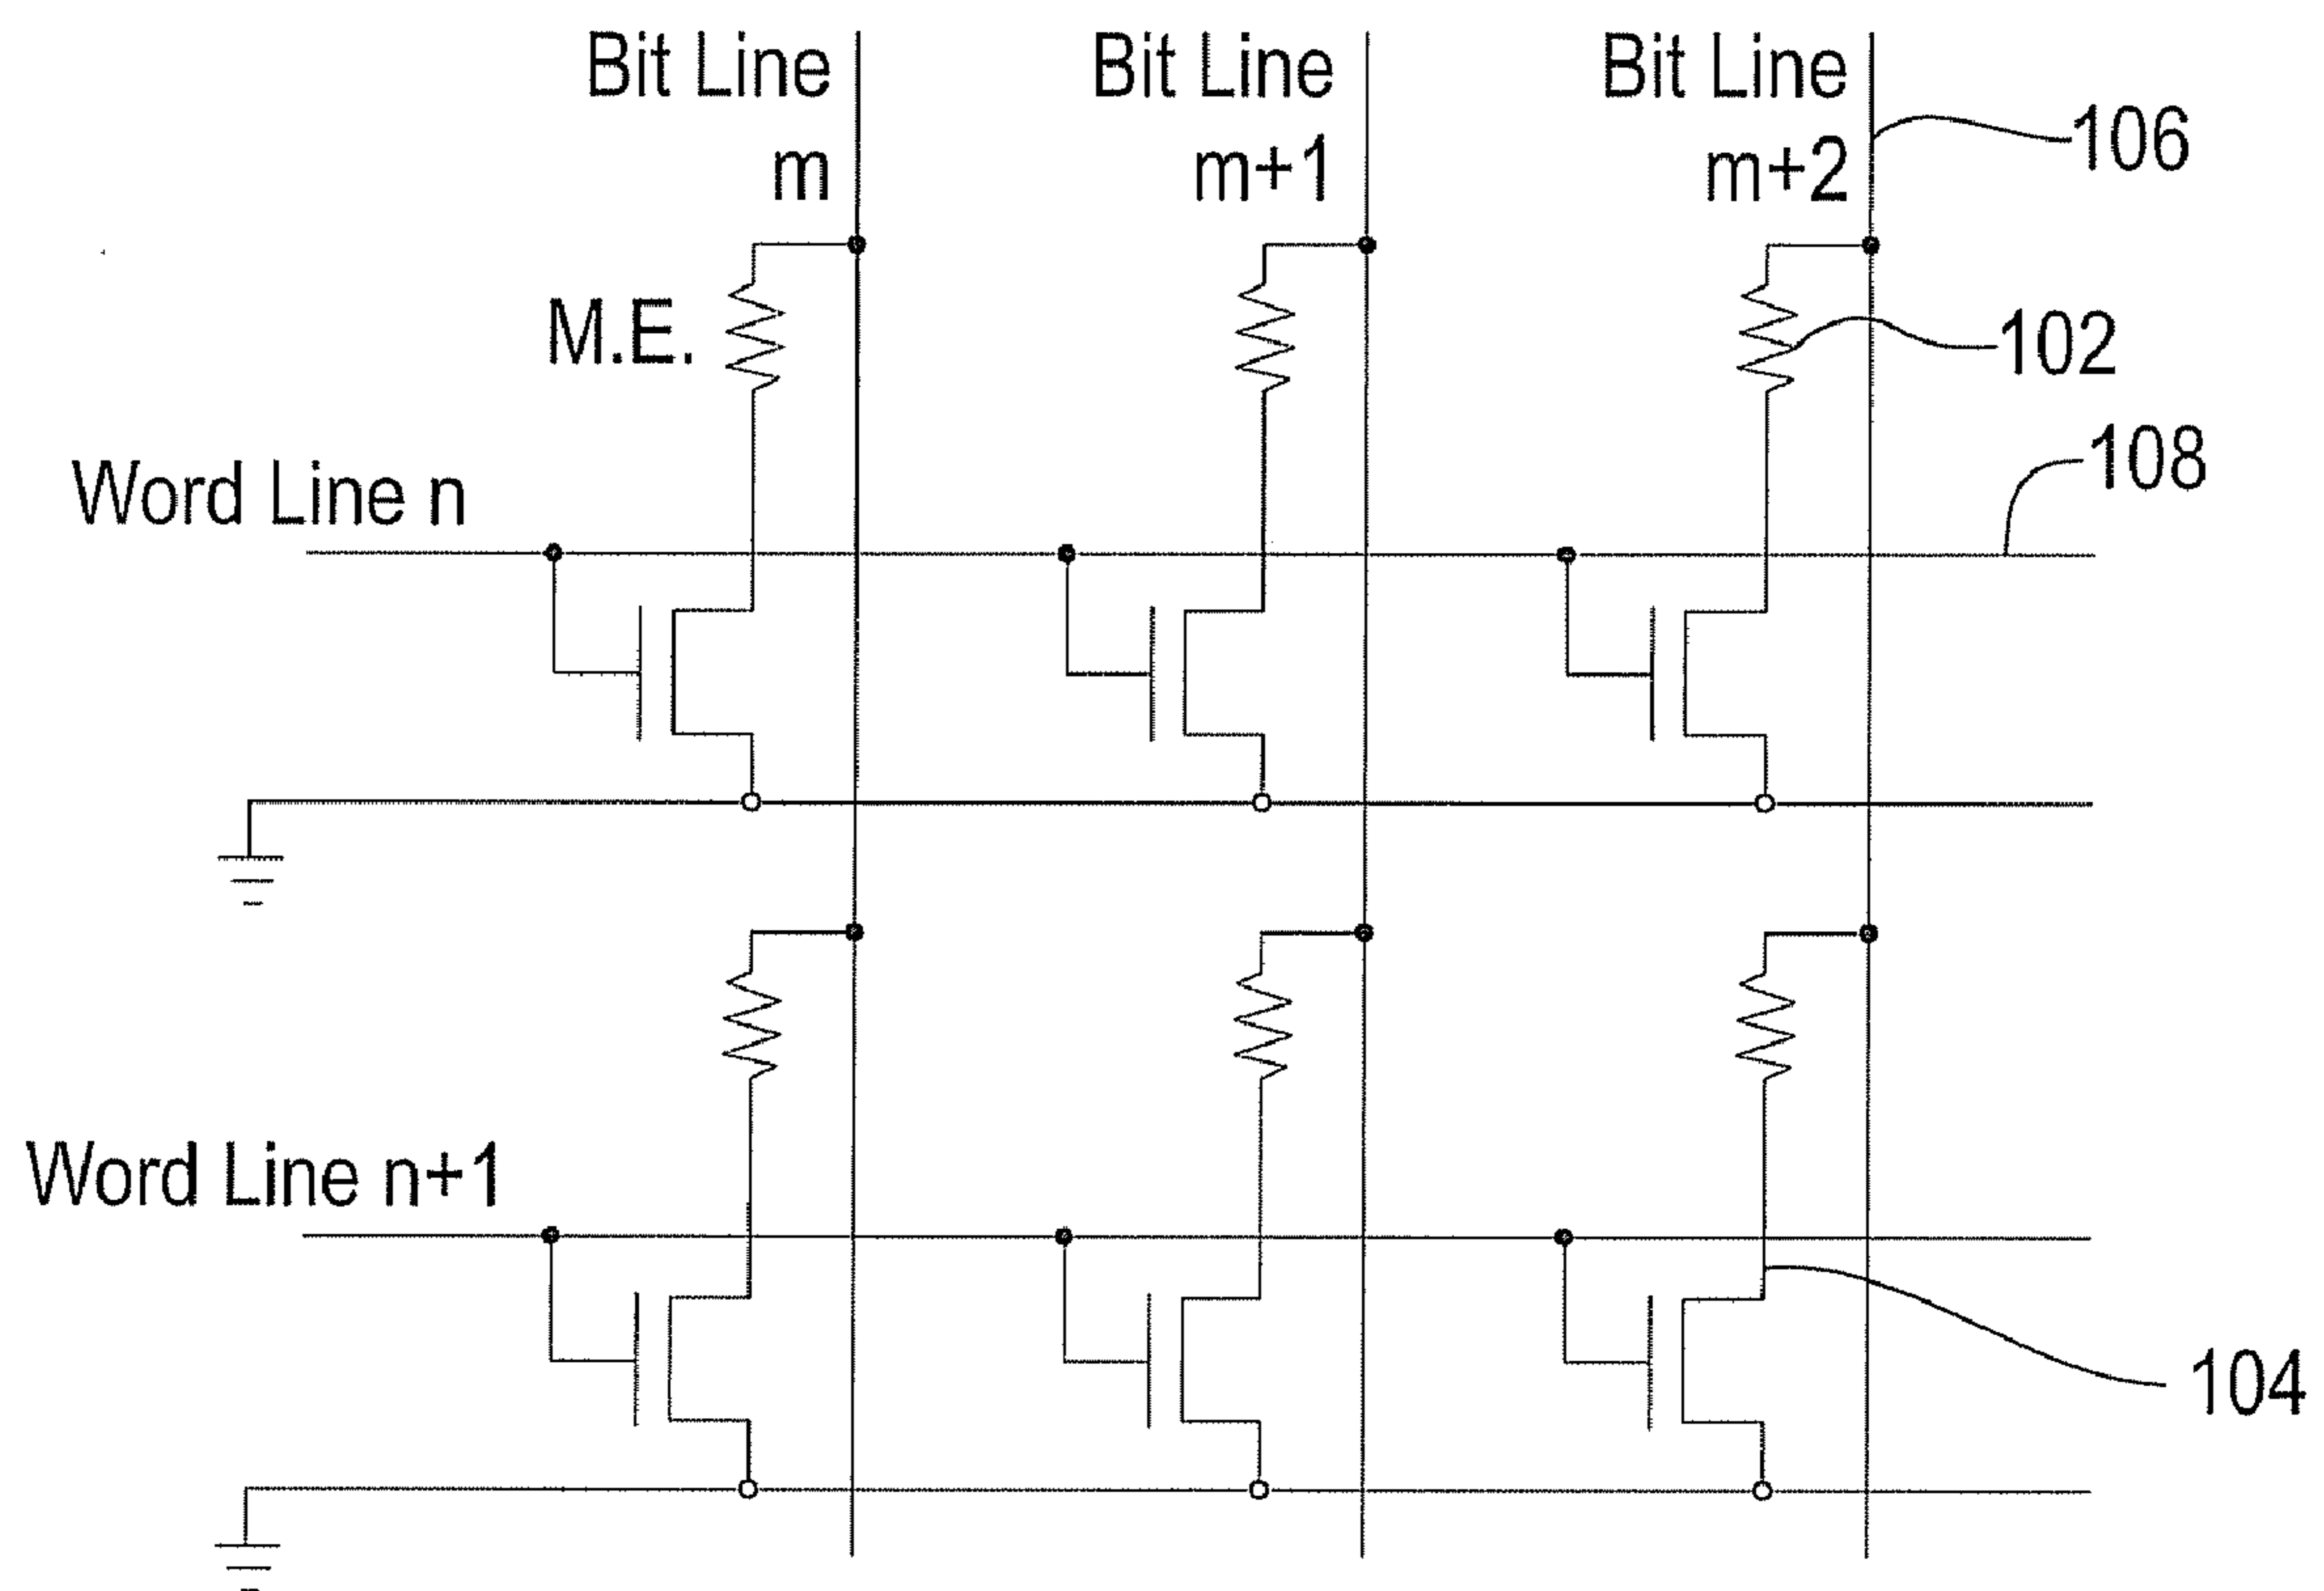 Bit Line
m
Bit Line
m+1
Bit Line
m+2
106
M.E.
102
108
Word Line n
Word Line n+1
104